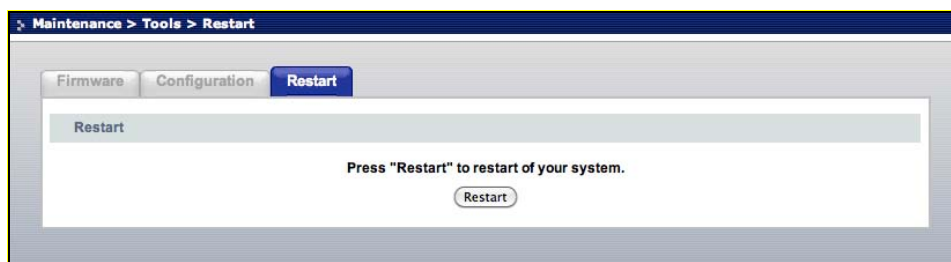 Maintenance > Tools > Restart
Firmware Configuration Restart
Restart
Press "Restart" to restart of your system.
Restart